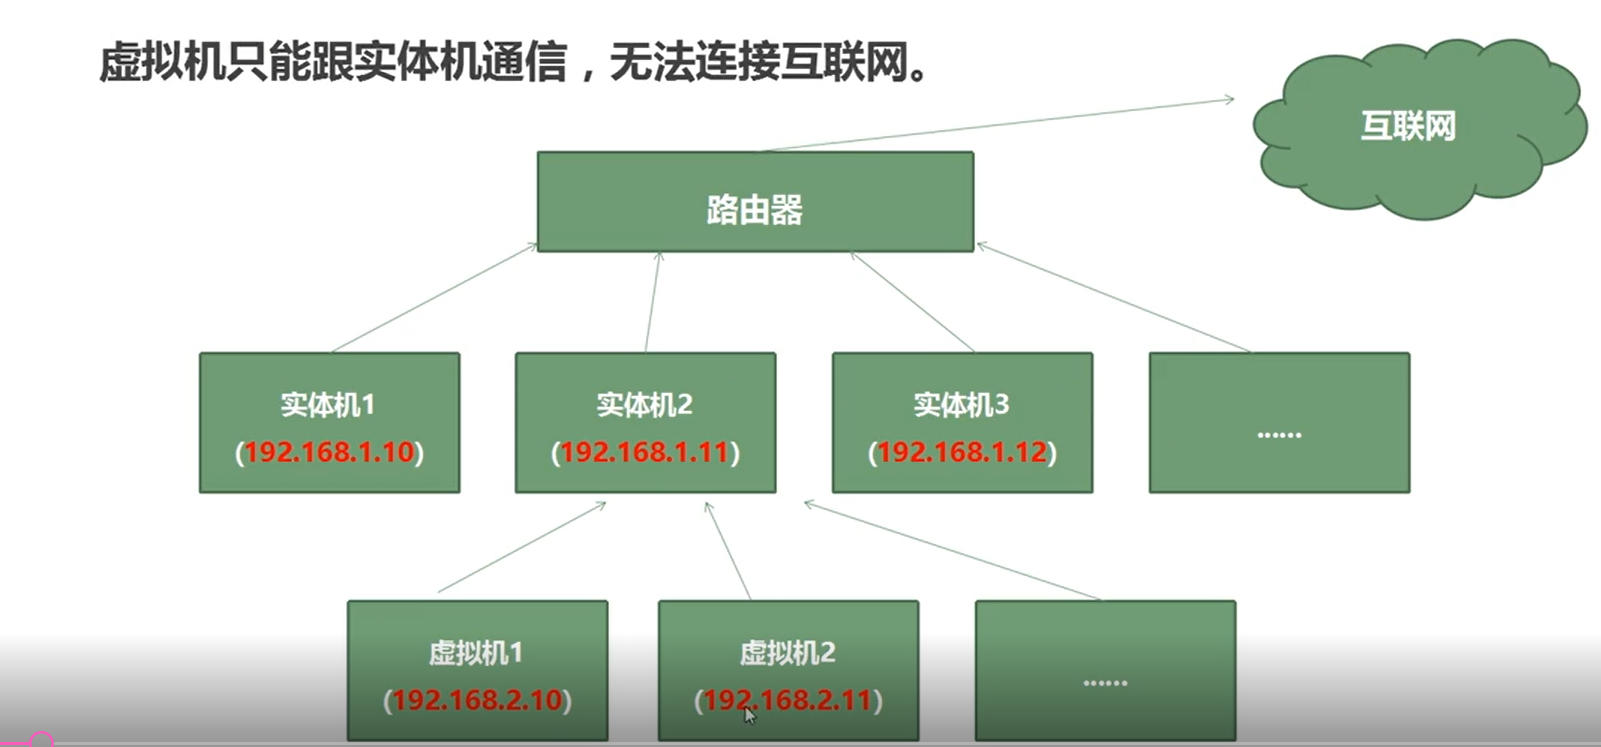 虚拟机只能跟实体机通信，无法连接互联网。
互联网
路由器
实体机1
(192.168.1.10)
实体机2
(192.168.1.11)
实体机3
(192.168.1.12)
······
虚拟机1
(192.168.2.10)
虚拟机2
(192.168.2.11)
······